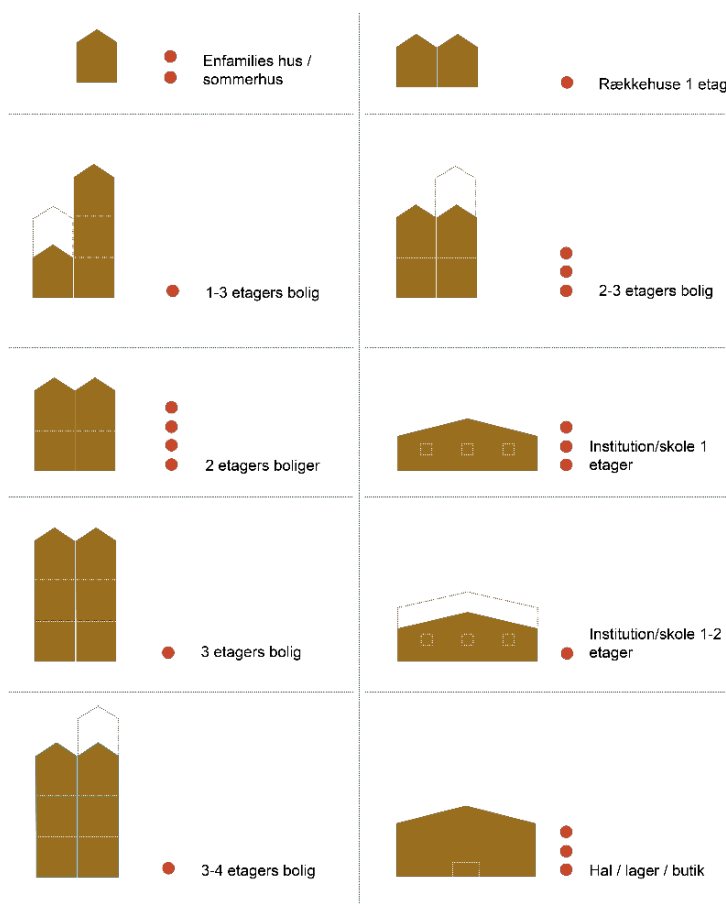 Enfamilies hus /
sommerhus
Rækkehuse 1 etag
1-3 etagers bolig
2-3 etagers bolig
2 etagers boliger
Institution/skole 1
etager
3 etagers bolig
Institution/skole 1-2
etager
3-4 etagers bolig
Hal / lager / butik